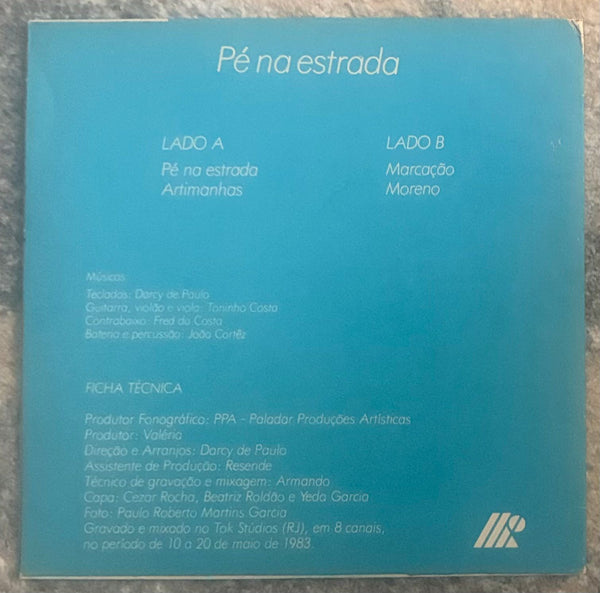 Pé na estrada
LADO A
Pé na estrada
Artimanhas
LADO B
Marcação
Moreno
Músicos
Teclados: Darcy de Paulo
Guitarra, violão e viola: Toninho Costa
Contrabaixo: Fred da Costa
Bateria e percussão: João Cortêz
FICHA TÉCNICA
Produtor Fonográfico: PPA - Paladar Produções Artísticas
Produtor: Valéria
Direção e Arranjos: Darcy de Paulo
Assistente de Produção: Resende
Técnico de gravação e mixagem: Armando
Capa: Cezar Rocha, Beatriz Roldão e Yeda Garcia
Foto: Paulo Roberto Martins Garcia
Gravado e mixado no Tok Stúdios (RJ), em 8 canais,
no período de 10 a 20 de maio de 1983.